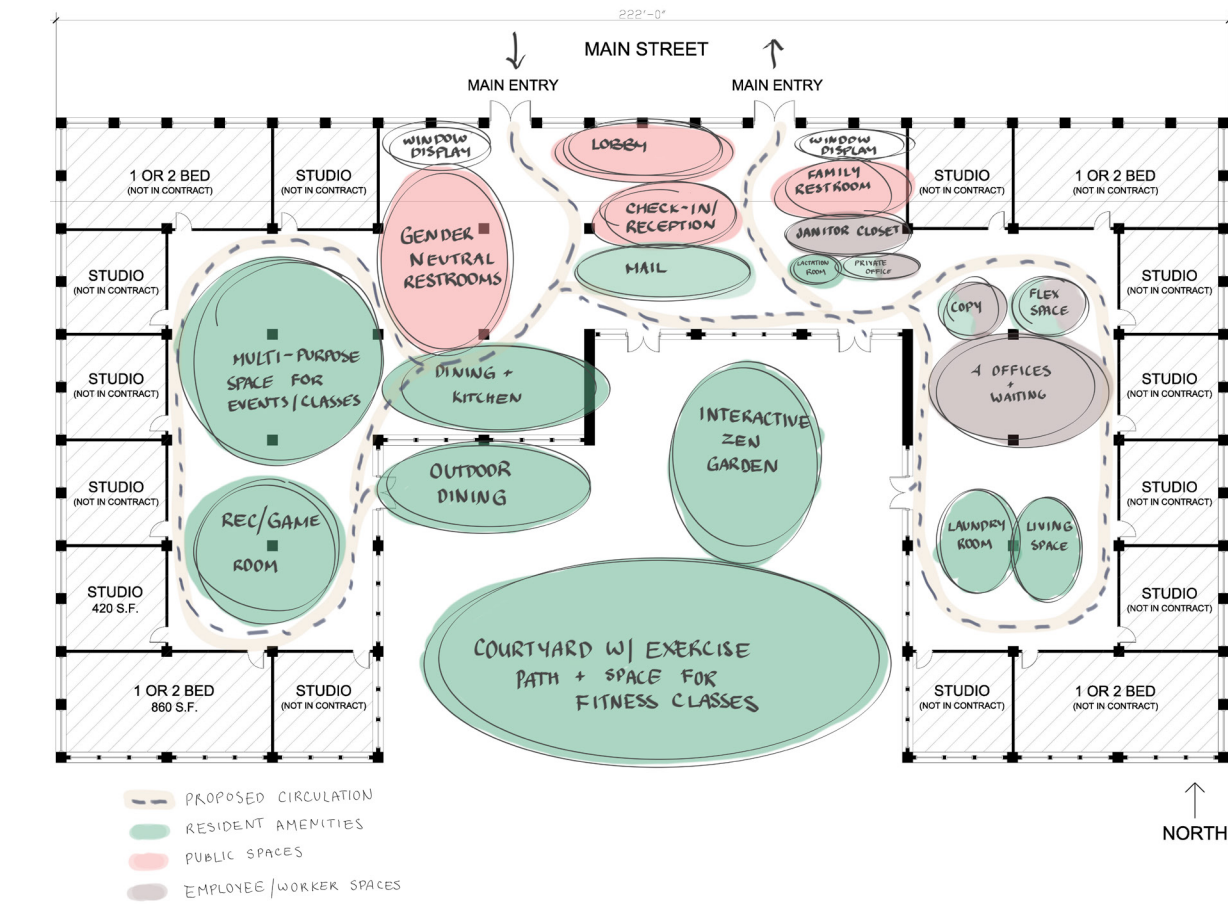 222'-0"
MAIN STREET
MAIN ENTRY
MAIN ENTRY
WINDOW
DISPLAY
LOBBY
WINDOW
DISPLAY
1 OR 2 BED
(NOT IN CONTRACT)
STUDIO
(NOT IN CONTRACT)
FAMILY
RESTROOM
STUDIO
(NOT IN CONTRACT)
1 OR 2 BED
(NOT IN CONTRACT)
GENDER
NEUTRAL
RESTROOMS
CHECK-IN/
RECEPTION
JANITOR CLOSET
MAIL
LACTATION
ROOM
PRIVATE
OFFICE
STUDIO
(NOT IN CONTRACT)
COPY
FLEX
SPACE
STUDIO
(NOT IN CONTRACT)
MULTI-PURPOSE
SPACE FOR
EVENTS/CLASSES
DINING +
KITCHEN
4 OFFICES
+
WAITING
STUDIO
(NOT IN CONTRACT)
STUDIO
(NOT IN CONTRACT)
INTERACTIVE
ZEN
GARDEN
OUTDOOR
DINING
STUDIO
(NOT IN CONTRACT)
STUDIO
(NOT IN CONTRACT)
REC/GAME
ROOM
LAUNDRY
ROOM
LIVING
SPACE
STUDIO
420 S.F.
STUDIO
(NOT IN CONTRACT)
COURTYARD W/ EXERCISE
PATH + SPACE FOR
FITNESS CLASSES
1 OR 2 BED
860 S.F.
STUDIO
(NOT IN CONTRACT)
STUDIO
(NOT IN CONTRACT)
1 OR 2 BED
(NOT IN CONTRACT)
PROPOSED CIRCULATION
RESIDENT AMENITIES
PUBLIC SPACES
EMPLOYEE/WORKER SPACES
NORTH